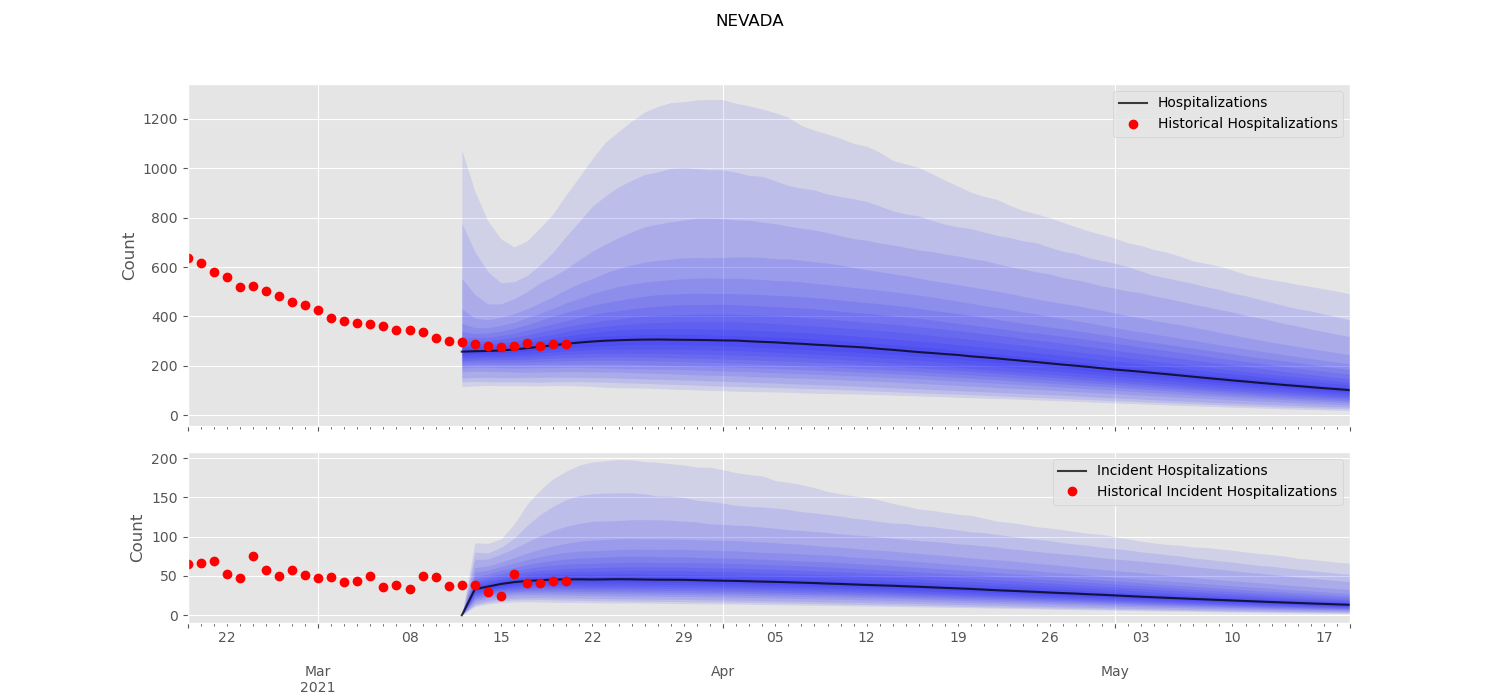 NEVADA
Hospitalizations
Historical Hospitalizations
Count
1200
1000
800
600
400
200
0
Incident Hospitalizations
Historical Incident Hospitalizations
Count
200
150
100
50
0
22 08 15 22 29 05 12 19 26 03 10 17
Mar Apr May
2021